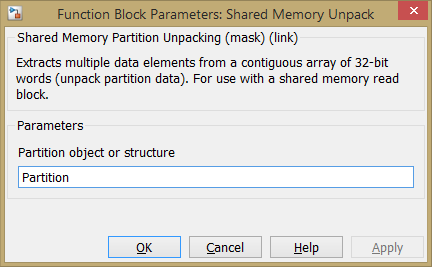 Function Block Parameters: Shared Memory Unpack
Shared Memory Partition Unpacking (mask) (link)
Extracts multiple data elements from a contiguous array of 32-bit
words (unpack partition data). For use with a shared memory read
block.
Parameters
Partition object or structure
Partition
OK Cancel Help Apply